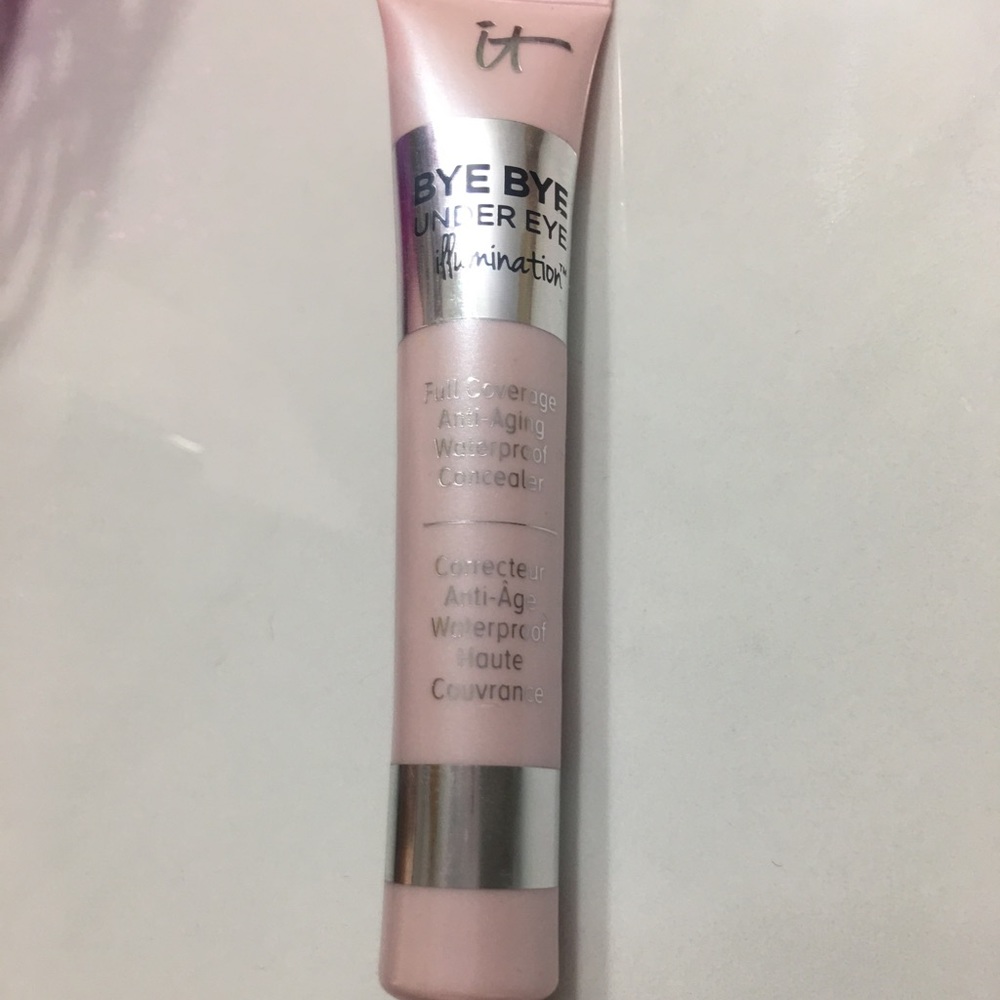 it
BYE BYE
UNDER EYE
illumination™
Full Coverage
Anti-Aging
Waterproof
Concealer
Correcteur
Anti-Âge
Waterproof
Haute
Couvrance